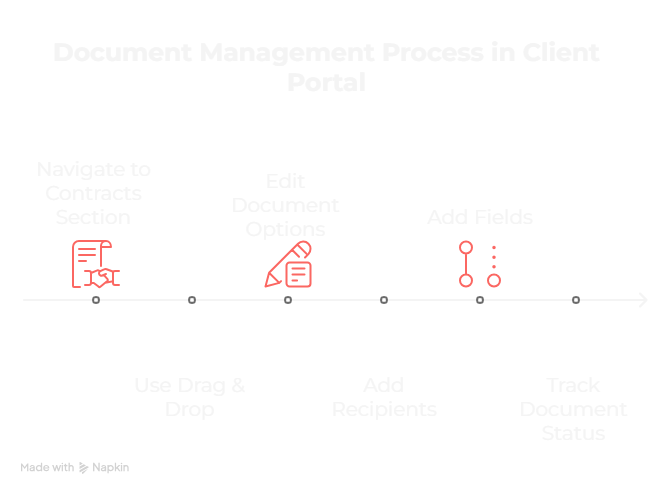 Document Management Process in Client
Portal
Navigate to
Contracts
Section
Edit
Document
Options
Add Fields
Use Drag &
Drop
Add
Recipients
Track
Document
Status
Made with Napkin